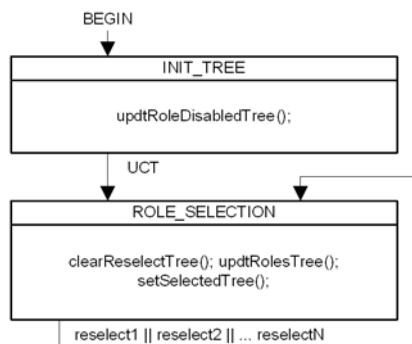 BEGIN
INIT_TREE
updtRoleDisabledTree();
UCT
ROLE_SELECTION
clearReselectTree(); updtRolesTree();
setSelectedTree();
reselect1 || reselect2 || ... reselectN